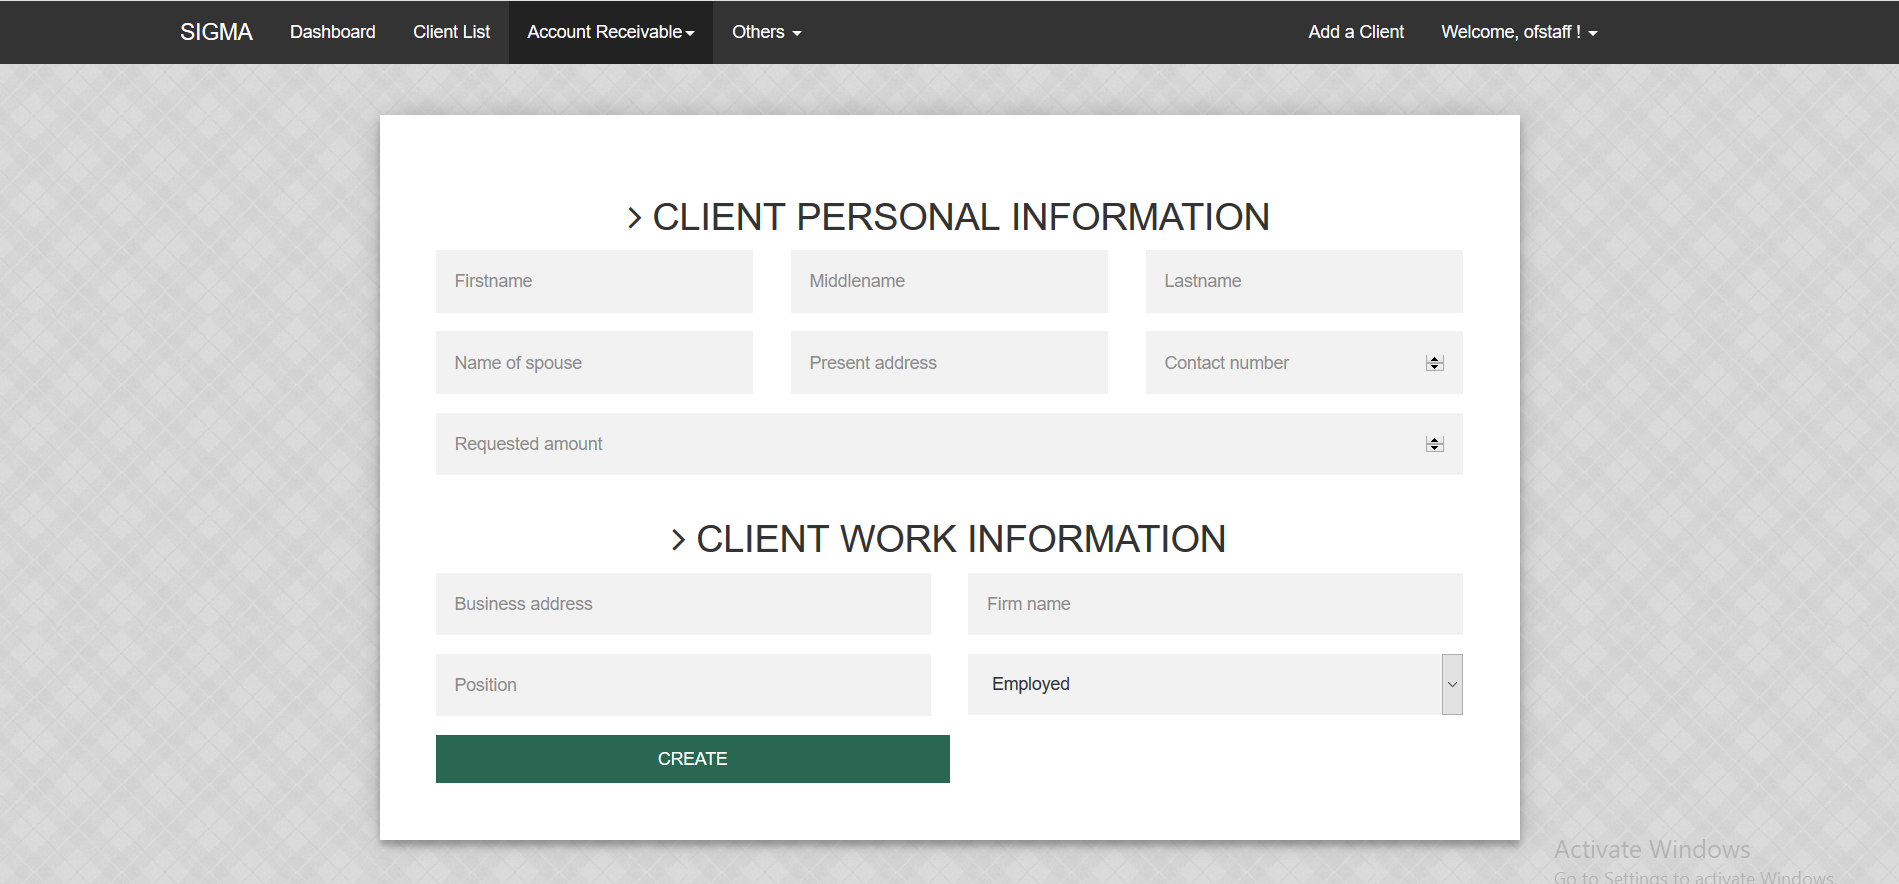 SIGMA Dashboard Client List Account Receivable Others Add a Client Welcome, ofstaff !
CLIENT PERSONAL INFORMATION
Firstname Middlename Lastname
Name of spouse Present address Contact number
Requested amount
CLIENT WORK INFORMATION
Business address Firm name
Position Employed
CREATE
Activate Windows
Go to Settings to activate Windows.